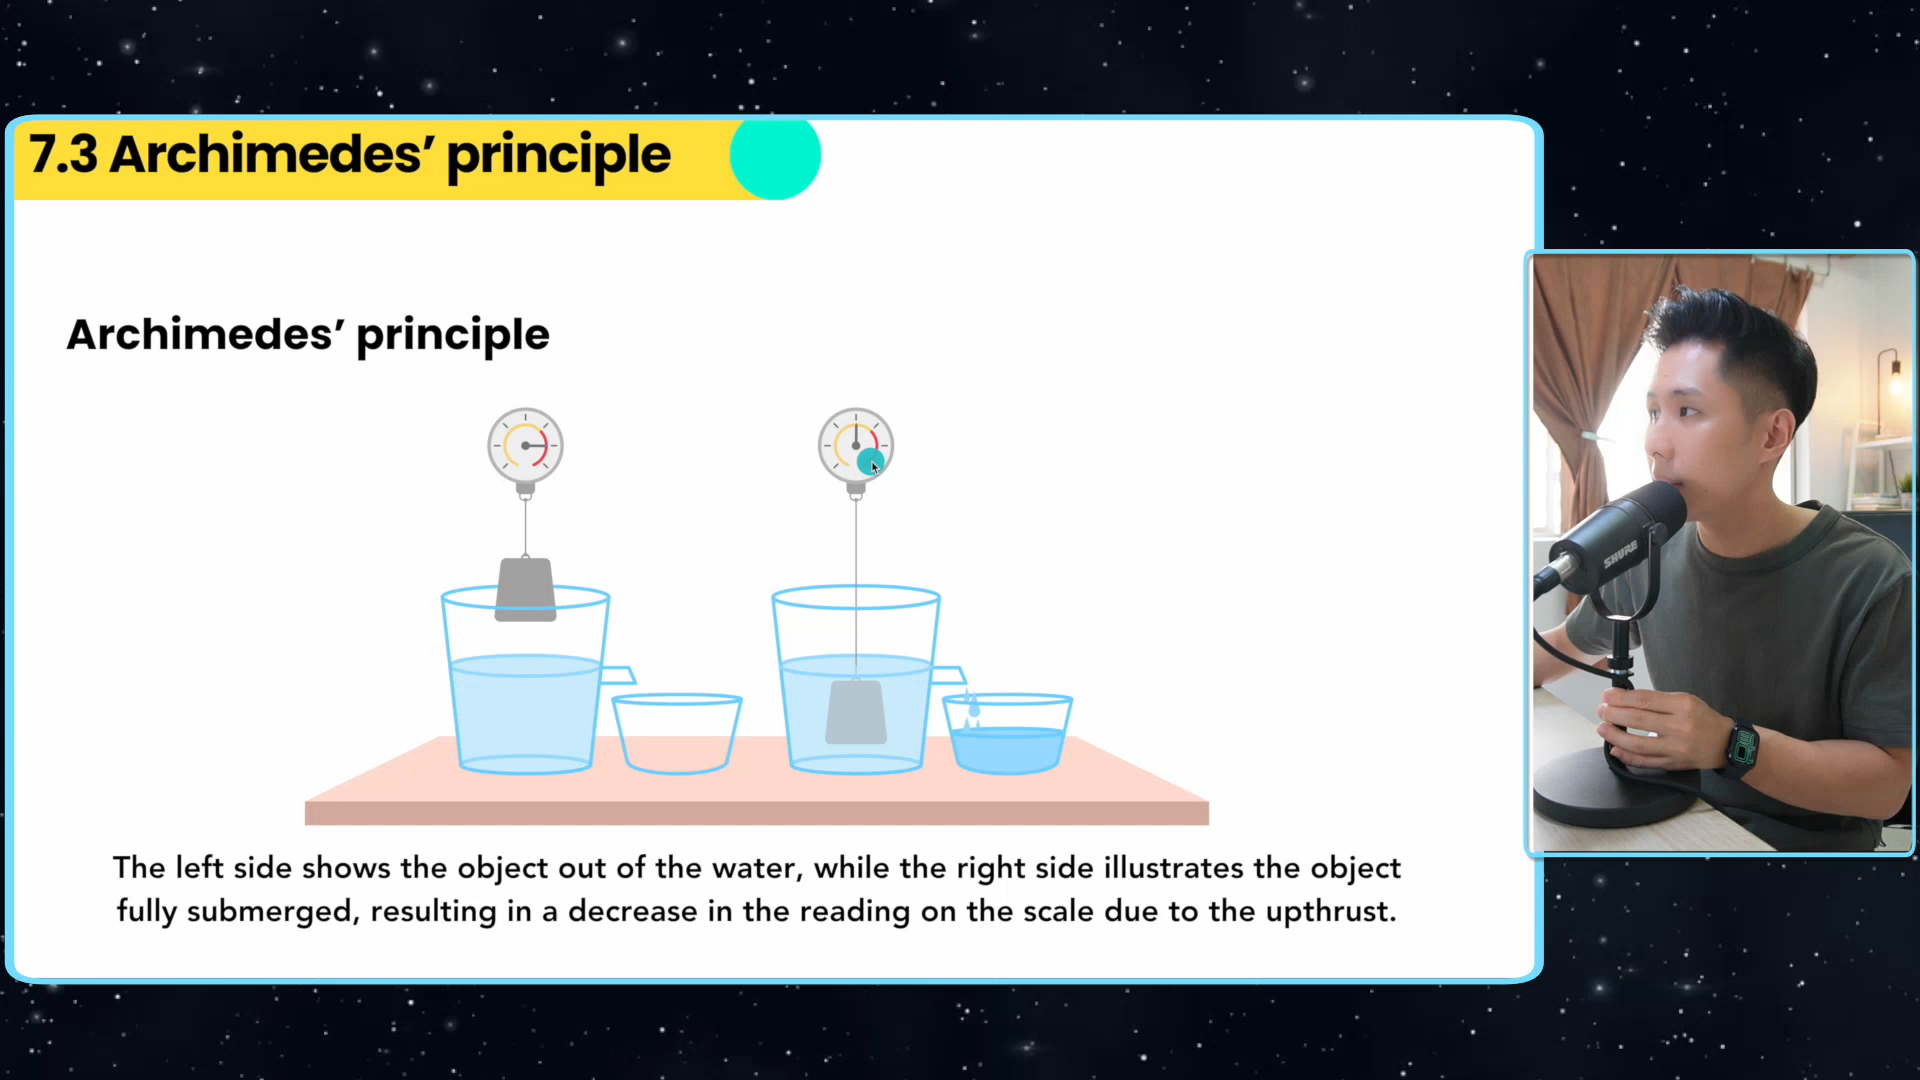 7.3 Archimedes’ principle
Archimedes’ principle
The left side shows the object out of the water, while the right side illustrates the object
fully submerged, resulting in a decrease in the reading on the scale due to the upthrust.
SHURE